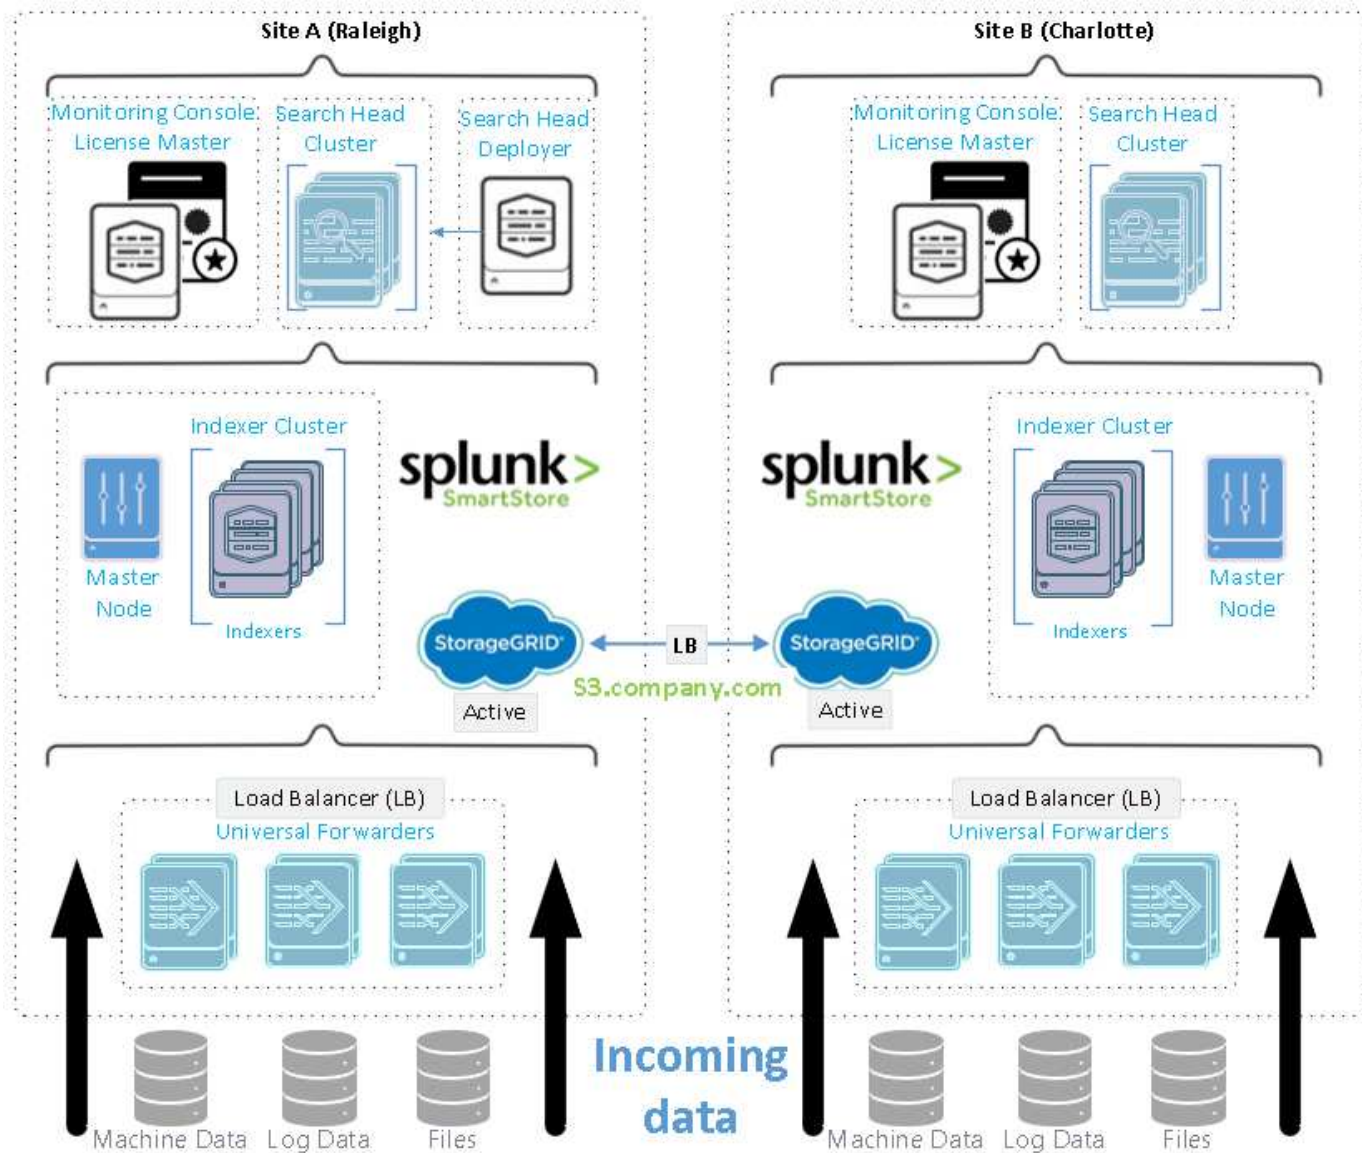 Site A (Raleigh)
Monitoring Console
License Master
Search Head
Cluster
Search Head
Deployer
Indexer Cluster
Master
Node
Indexers
splunk>
SmartStore
StorageGRID®
Active
Load Balancer (LB)
Universal Forwarders
Machine Data
Log Data
Files
LB
S3.company.com
Incoming
data
Site B (Charlotte)
Monitoring Console
License Master
Search Head
Cluster
splunk>
SmartStore
Indexer Cluster
Indexers
Master
Node
StorageGRID®
Active
Load Balancer (LB)
Universal Forwarders
Machine Data
Log Data
Files